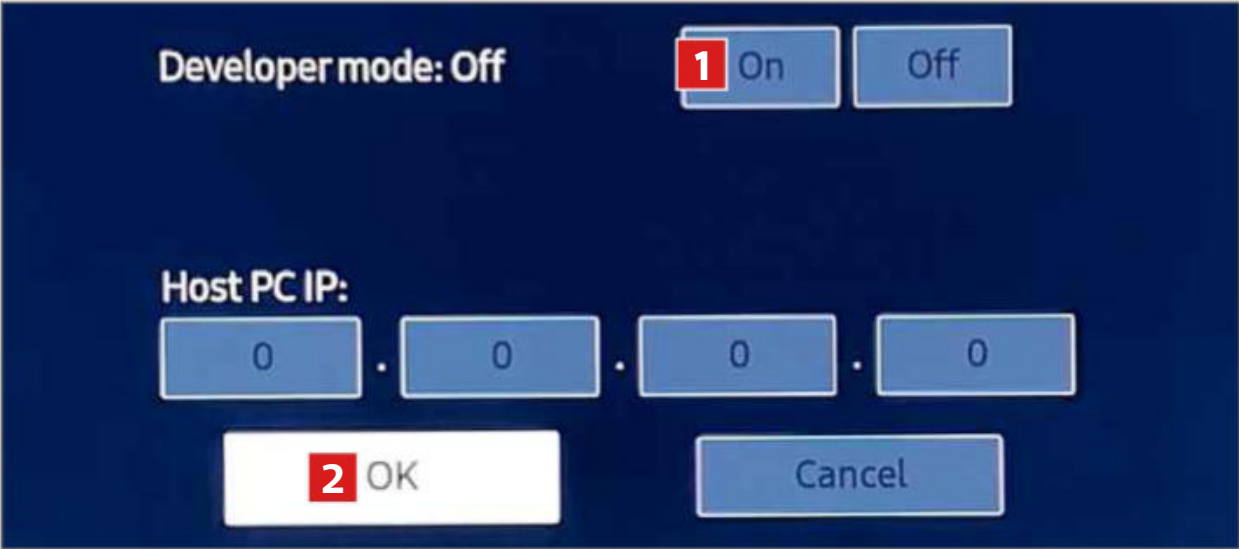 Developer mode: Off 1 On Off
Host PC IP:
0 . 0 . 0 . 0
2 OK Cancel